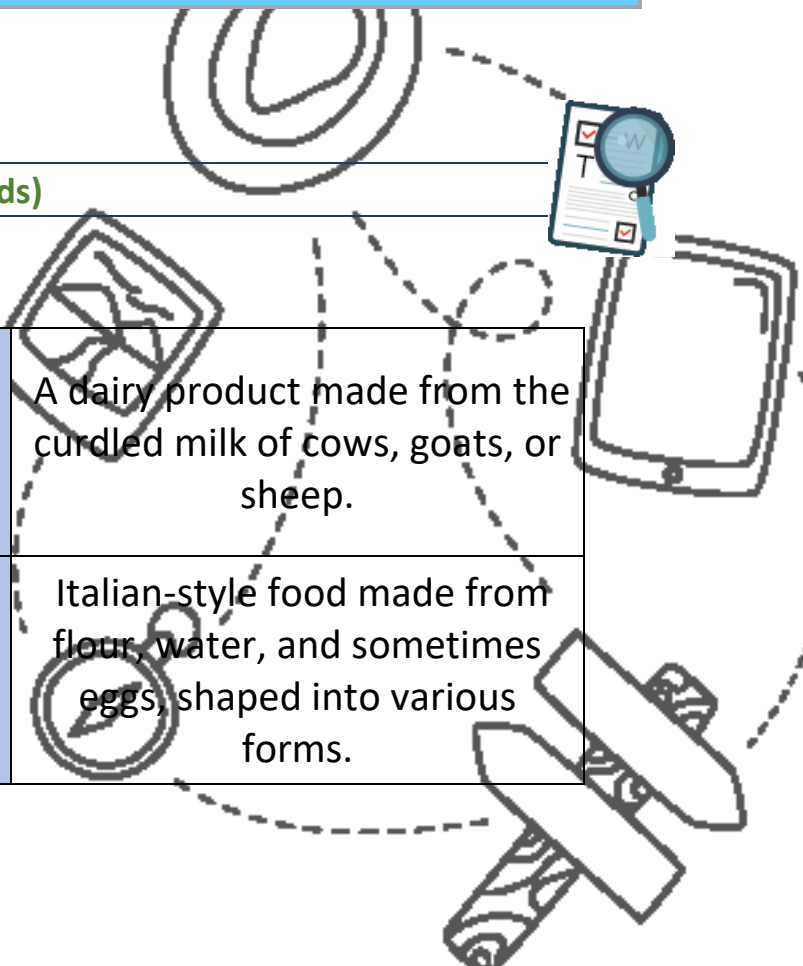 ds)
W
T
A dairy product made from the
curdled milk of cows, goats, or
sheep.
Italian-style food made from
flour, water, and sometimes
eggs, shaped into various
forms.